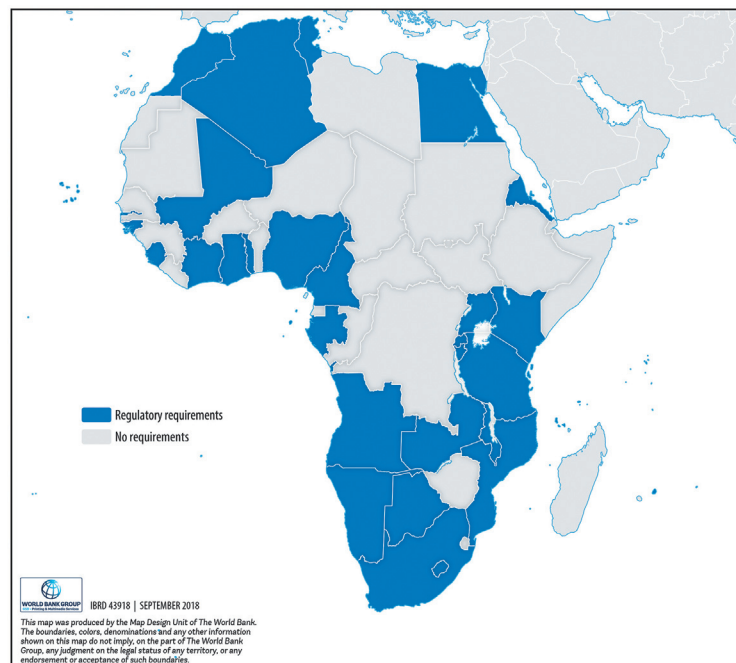 Regulatory requirements
No requirements
WORLD BANK GROUP
Printing & Multimedia Services
IBRD 43918 | SEPTEMBER 2018
This map was produced by the Map Design Unit of The World Bank.
The boundaries, colors, denominations and any other information
shown on this map do not imply, on the part of The World Bank
Group, any judgment on the legal status of any territory, or any
endorsement or acceptance of such boundaries.